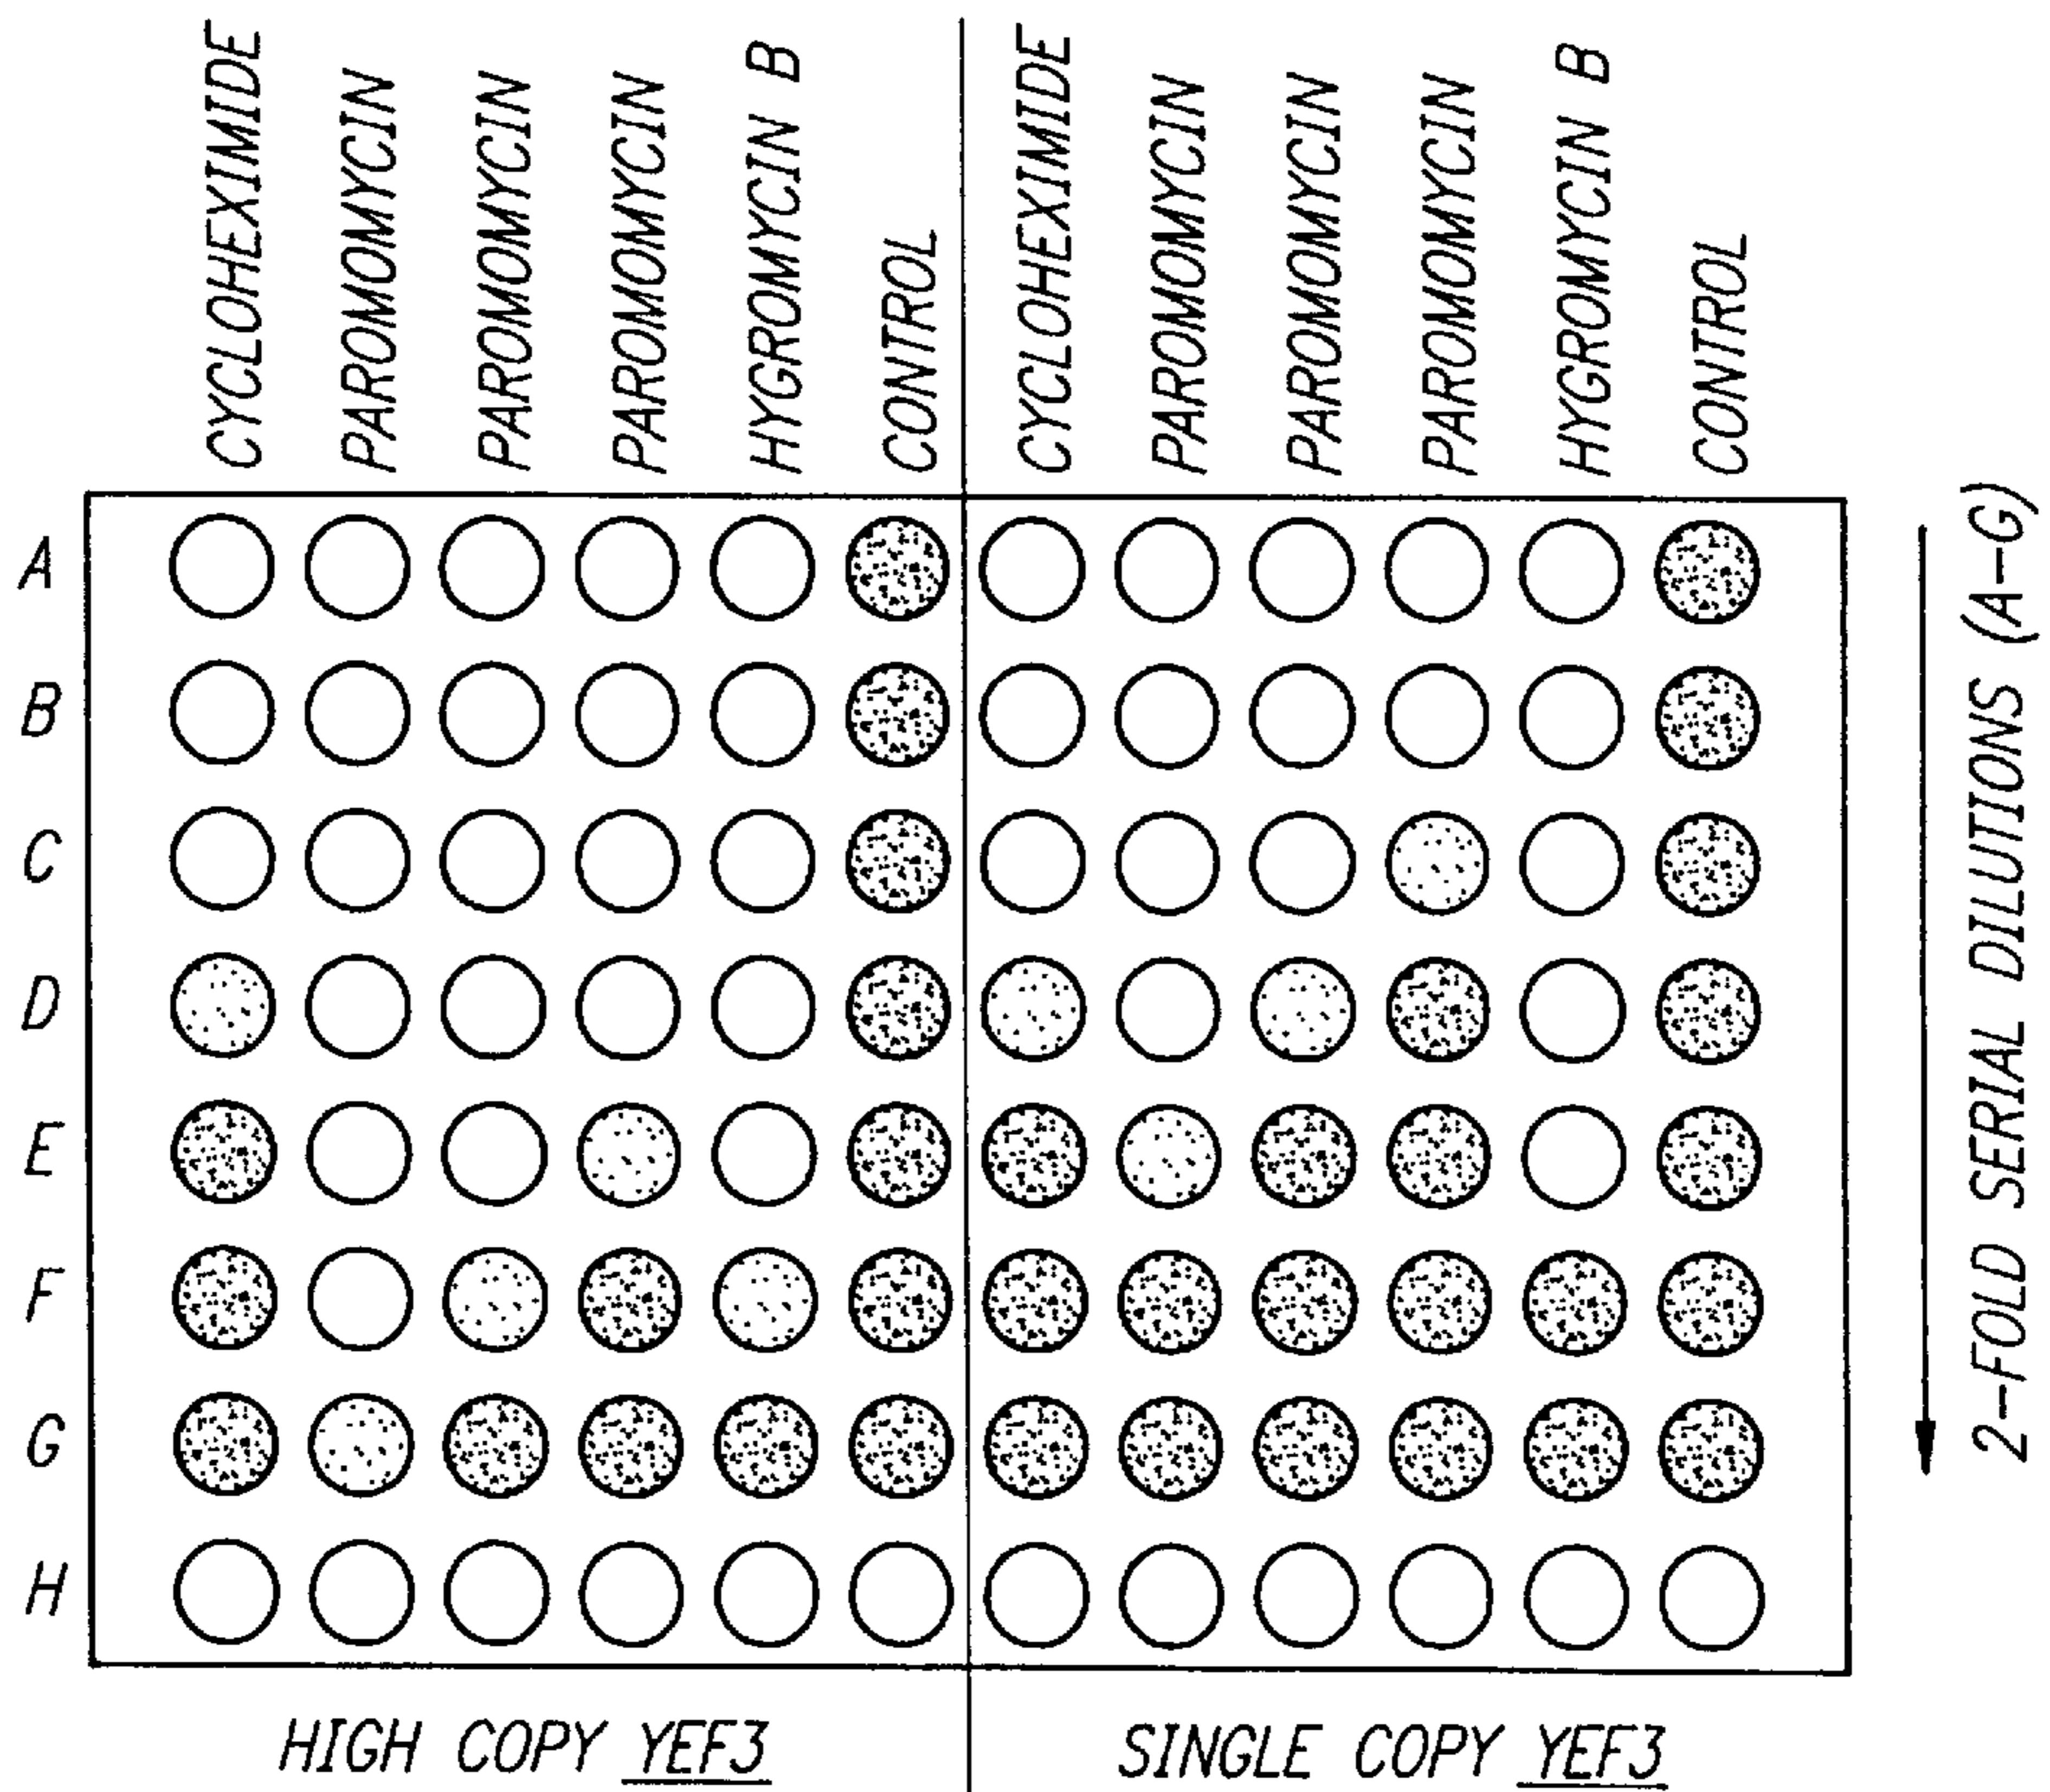 CYCLOHEXIMIDE
PAROMOMYCIN
PAROMOMYCIN
PAROMOMYCIN
HYGROMYCIN B
CONTROL
CYCLOHEXIMIDE
PAROMOMYCIN
PAROMOMYCIN
PAROMOMYCIN
HYGROMYCIN B
CONTROL
A
B
C
D
E
F
G
H
2-FOLD SERIAL DILUTIONS (A-G)
HIGH COPY YEF3
SINGLE COPY YEF3